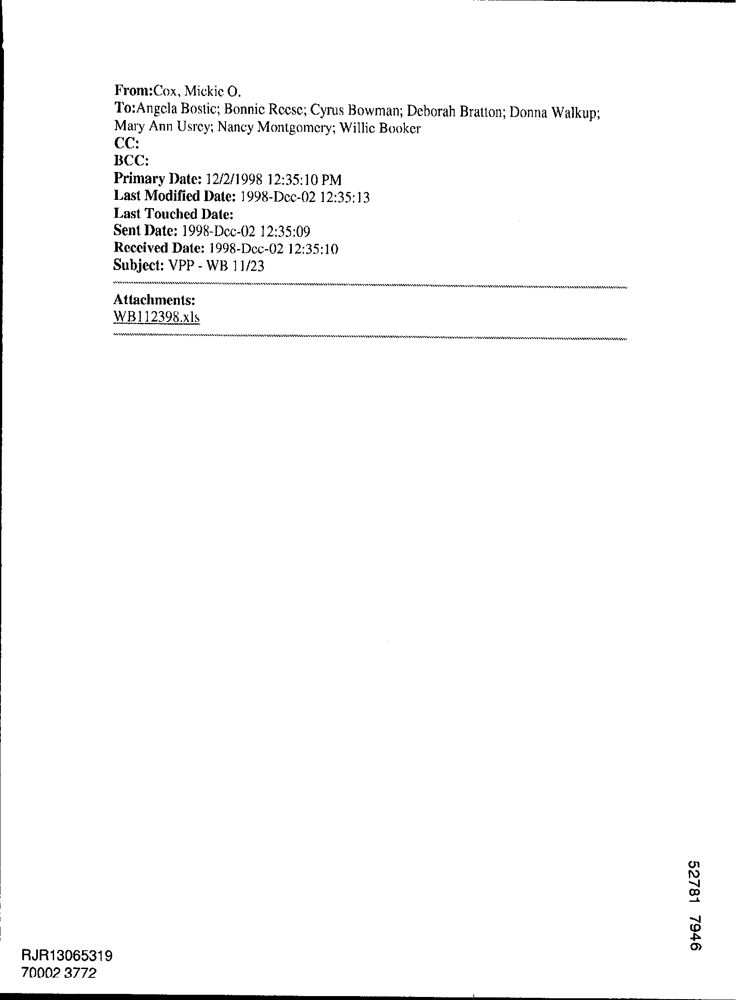 From:Cox, Mickie O.
To:Angela Bostic; Bonnie Reese; Cyrus Bowman; Deborah Bratton; Donna Walkup;
Mary Ann Usrey; Nancy Montgomery; Willie Booker
CC:
BCC:
Primary Date: 12/2/1998 12:35:10 PM
Last Modified Date: 1998-Dec-02 12:35:13
Last Touched Date:
Sent Date: 1998-Dec-02 12:35:09
Received Date: 1998-Dec-02 12:35:10
Subject: VPP - WB 11/23
Attachments:
WB112398.xls
52781 7946
RJR13065319
70002 3772